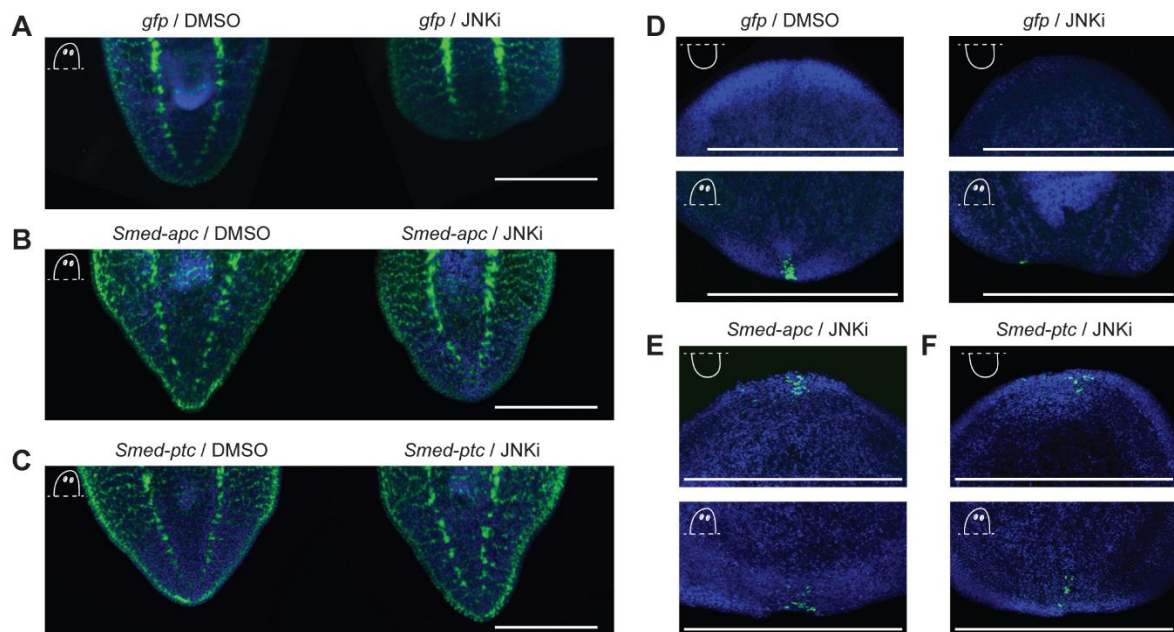 A
gfp / DMSO
gfp / JNKi
B
Smed-apc / DMSO
Smed-apc / JNKi
C
Smed-ptc / DMSO
Smed-ptc / JNKi
D
gfp / DMSO
gfp / JNKi
E
Smed-apc / JNKi
F
Smed-ptc / JNKi